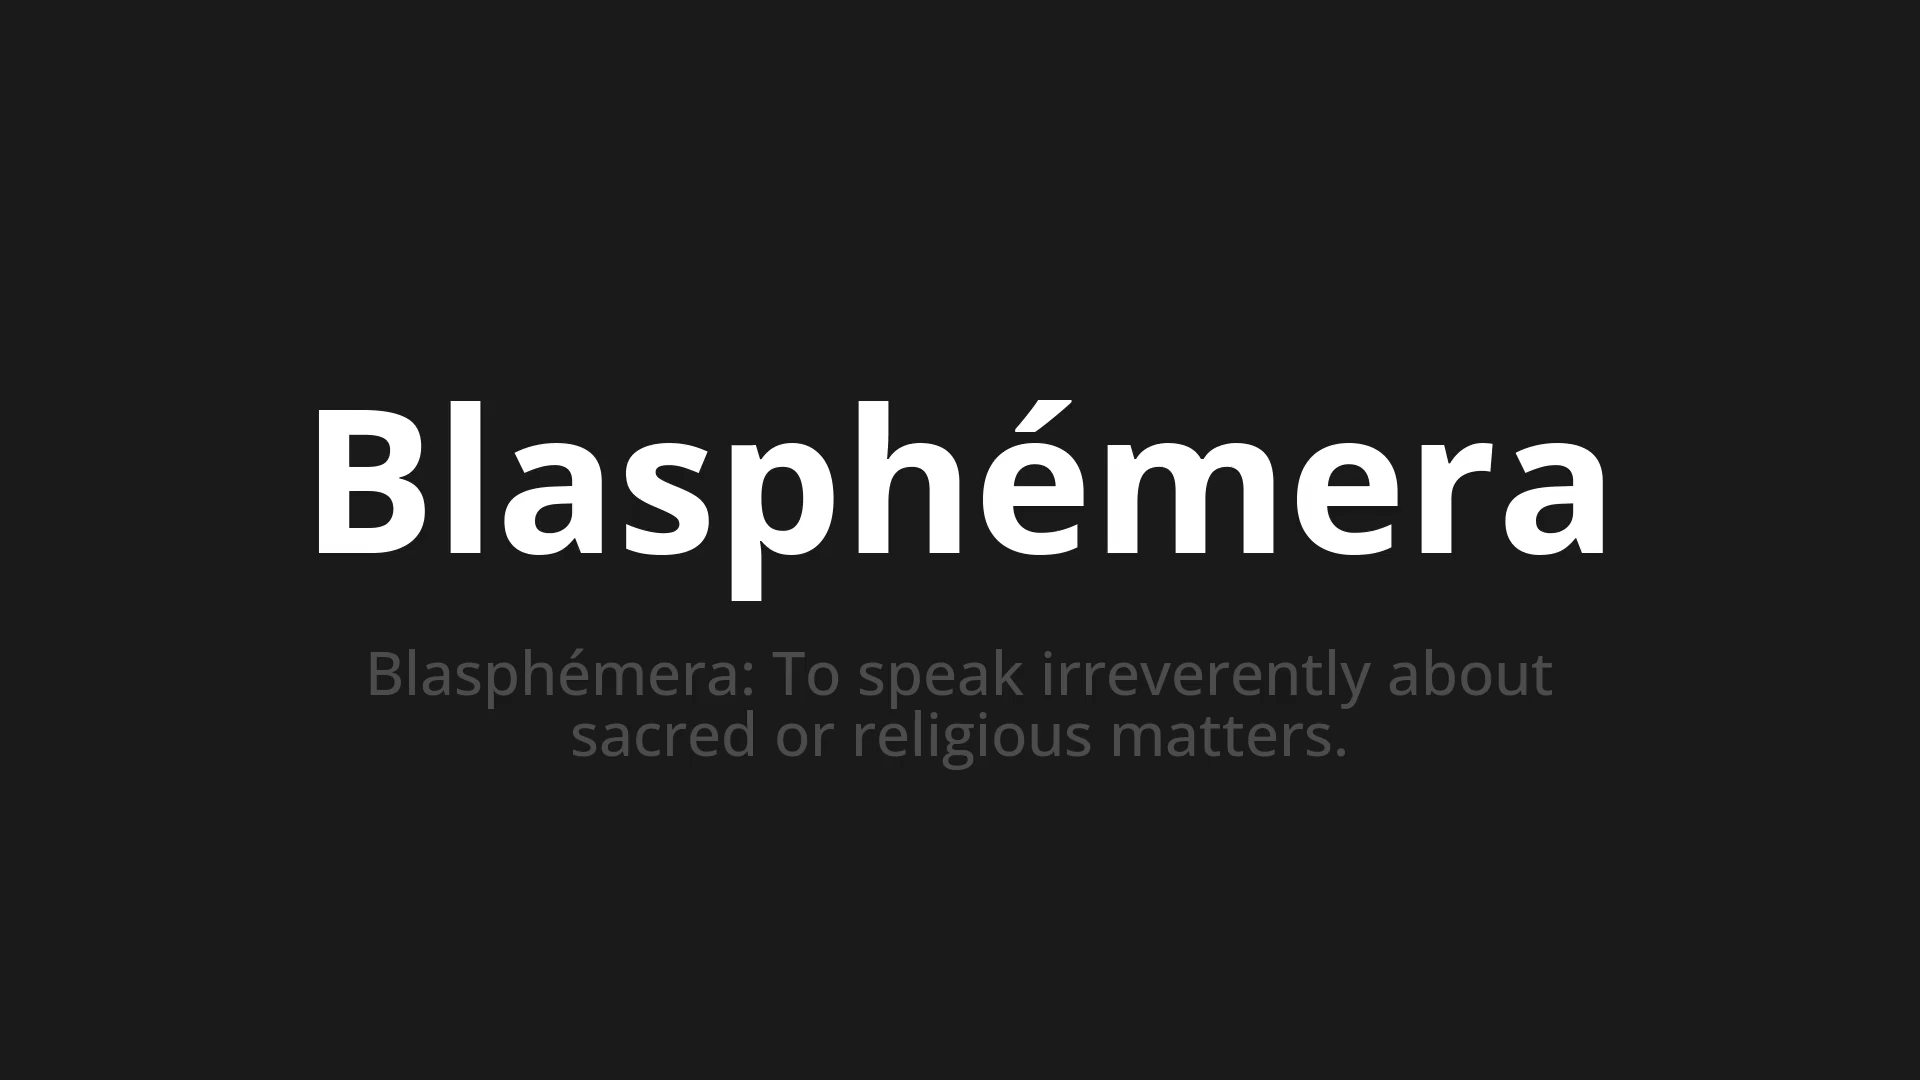 Blasphémera
Blasphémera: To speak irreverently about
sacred or religious matters.